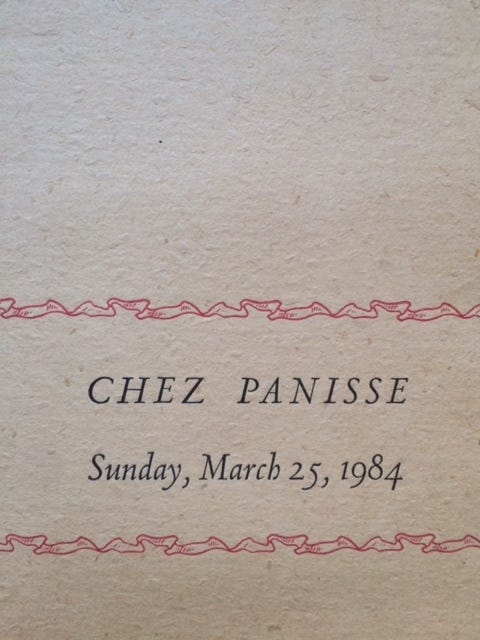 CHEZ PANISSE
Sunday, March 25, 1984